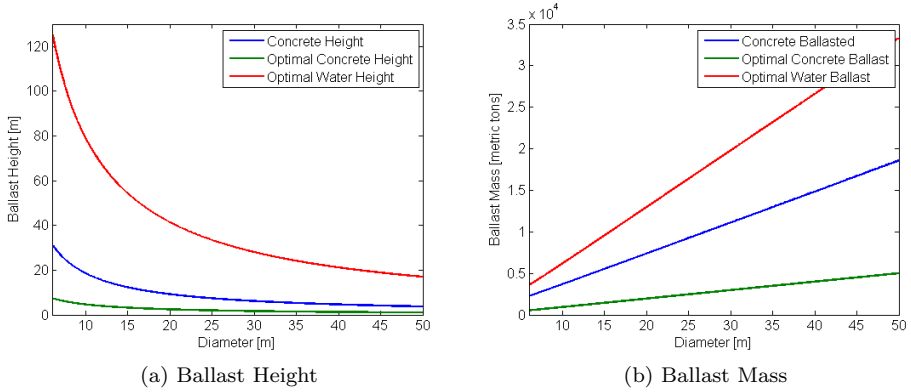 120
100
80
60
40
20
0
Ballast Height [m]
Concrete Height
Optimal Concrete Height
Optimal Water Height
10 15 20 25 30 35 40 45 50
Diameter [m]
(a) Ballast Height
x 10^4
3.5
3
2.5
2
1.5
1
0.5
0
Ballast Mass [metric tons]
Concrete Ballasted
Optimal Concrete Ballast
Optimal Water Ballast
10 15 20 25 30 35 40 45 50
Diameter [m]
(b) Ballast Mass